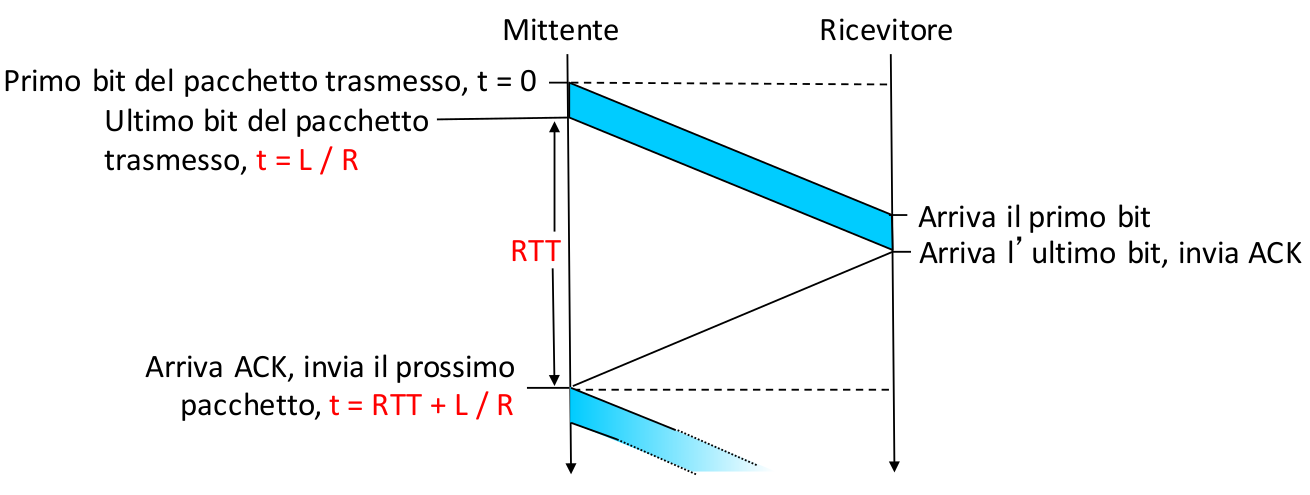 Mittente
Ricevitore
Primo bit del pacchetto trasmesso, t = 0
Ultimo bit del pacchetto
trasmesso, t = L / R
Arriva il primo bit
Arriva l’ultimo bit, invia ACK
RTT
Arriva ACK, invia il prossimo
pacchetto, t = RTT + L / R